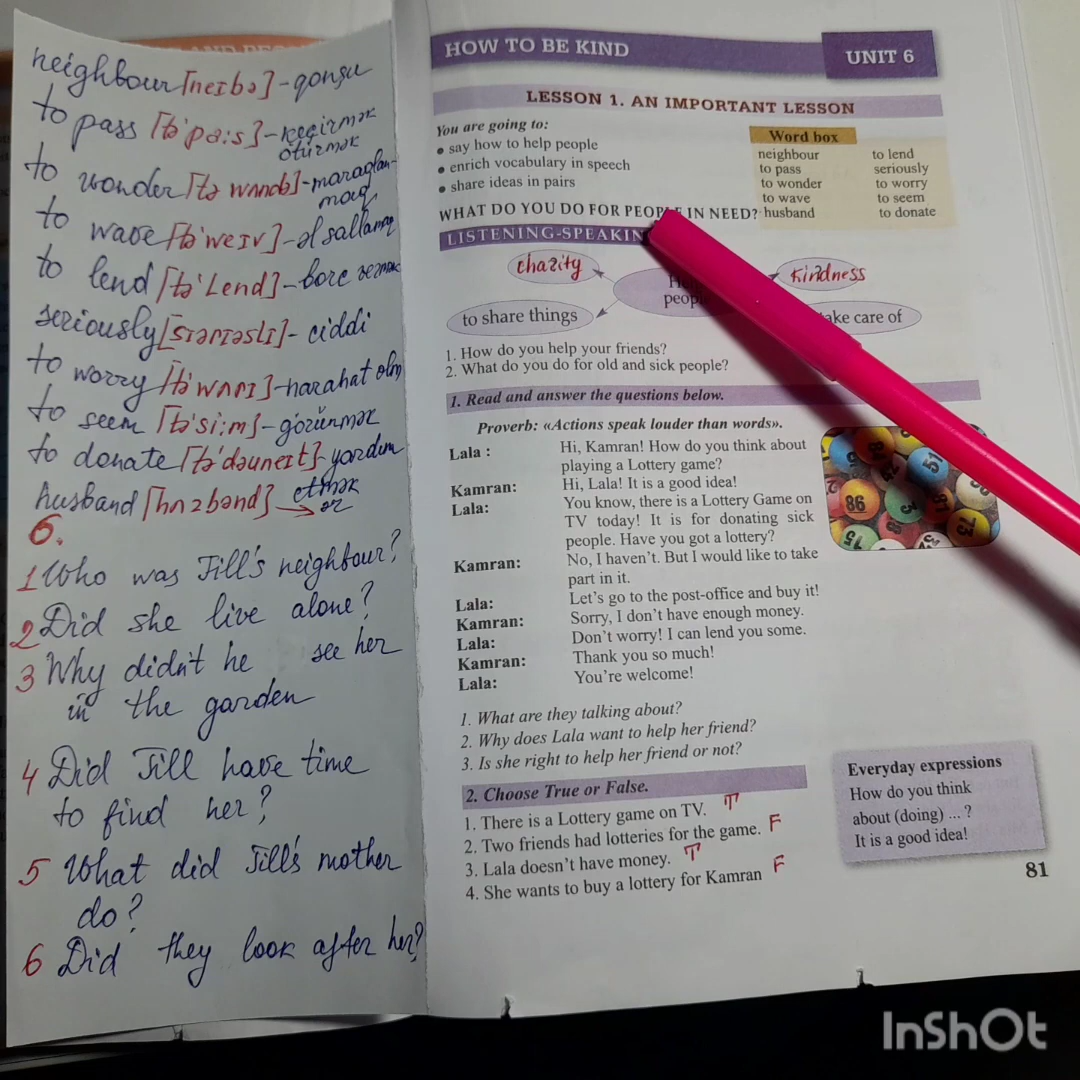 neighbour [neɪbə] - qonşu
to pass [tə'pa:s] - keçirmək
ötürmək
to wonder [tə wʌndə] - maraqlan-
maq
to wave [tə'weɪv] - əl sallamaq
to lend [tə'lend] - borc vermək
seriously [sɪərɪəslɪ] - ciddi
to worry [tə'wʌrɪ] - narahat olm
to seem [tə'si:m] - görünmək
to donate [tə'dəuneɪt] - yardım
etmək
husband [hʌzbənd] → ər
6.
1 Who was Jill's neighbour?
2 Did she live alone?
3 Why didn't he see her
in the garden
4 Did Jill have time
to find her?
5 What did Jill's mother
do?
6 Did they look after her?
HOW TO BE KIND
UNIT 6
LESSON 1. AN IMPORTANT LESSON
You are going to:
• say how to help people
• enrich vocabulary in speech
• share ideas in pairs
Word box
neighbour to lend
to pass seriously
to wonder to worry
to wave to seem
husband to donate
WHAT DO YOU DO FOR PEOPLE IN NEED?
LISTENING-SPEAKIN
charity
kindness
people
to share things
take care of
1. How do you help your friends?
2. What do you do for old and sick people?
1. Read and answer the questions below.
Proverb: «Actions speak louder than words».
Lala : Hi, Kamran! How do you think about
playing a Lottery game?
Kamran: Hi, Lala! It is a good idea!
Lala: You know, there is a Lottery Game on
TV today! It is for donating sick
people. Have you got a lottery?
Kamran: No, I haven't. But I would like to take
part in it.
Lala: Let's go to the post-office and buy it!
Kamran: Sorry, I don't have enough money.
Lala: Don't worry! I can lend you some.
Kamran: Thank you so much!
Lala: You're welcome!
1. What are they talking about?
2. Why does Lala want to help her friend?
3. Is she right to help her friend or not?
2. Choose True or False.
1. There is a Lottery game on TV. T
2. Two friends had lotteries for the game. F
3. Lala doesn't have money. T
4. She wants to buy a lottery for Kamran F
Everyday expressions
How do you think
about (doing) ... ?
It is a good idea!
81
86
51
3
91
73
75
InShOt